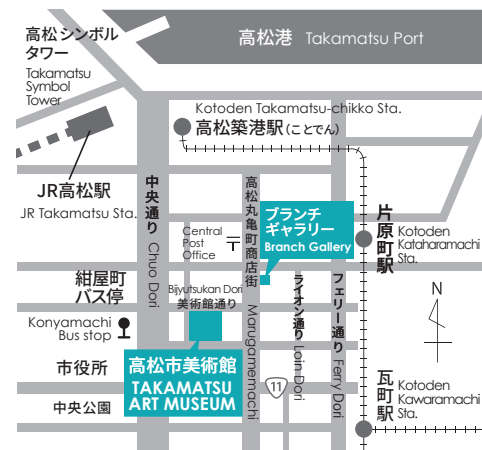 高松シンボル
タワー
Takamatsu
Symbol
Tower
高松港 Takamatsu Port
Kotoden Takamatsu-chikko Sta.
高松築港駅(ことでん)
JR高松駅
JR Takamatsu Sta.
中央通り Chuo Dori
高松丸亀町商店街 Marugamemachi
ブランチ
ギャラリー
Branch Gallery
Central
Post
Office
片原町駅
Kotoden
Kataharamachi
Sta.
紺屋町
バス停
Konyamachi
Bus stop
Bijyutsukan Dori
美術館通り
ライオン通り Loin Dori
フェリー通り Ferry Dori
N
高松市美術館
TAKAMATSU
ART MUSEUM
11
市役所
中央公園
瓦町駅
Kotoden
Kawaramachi
Sta.